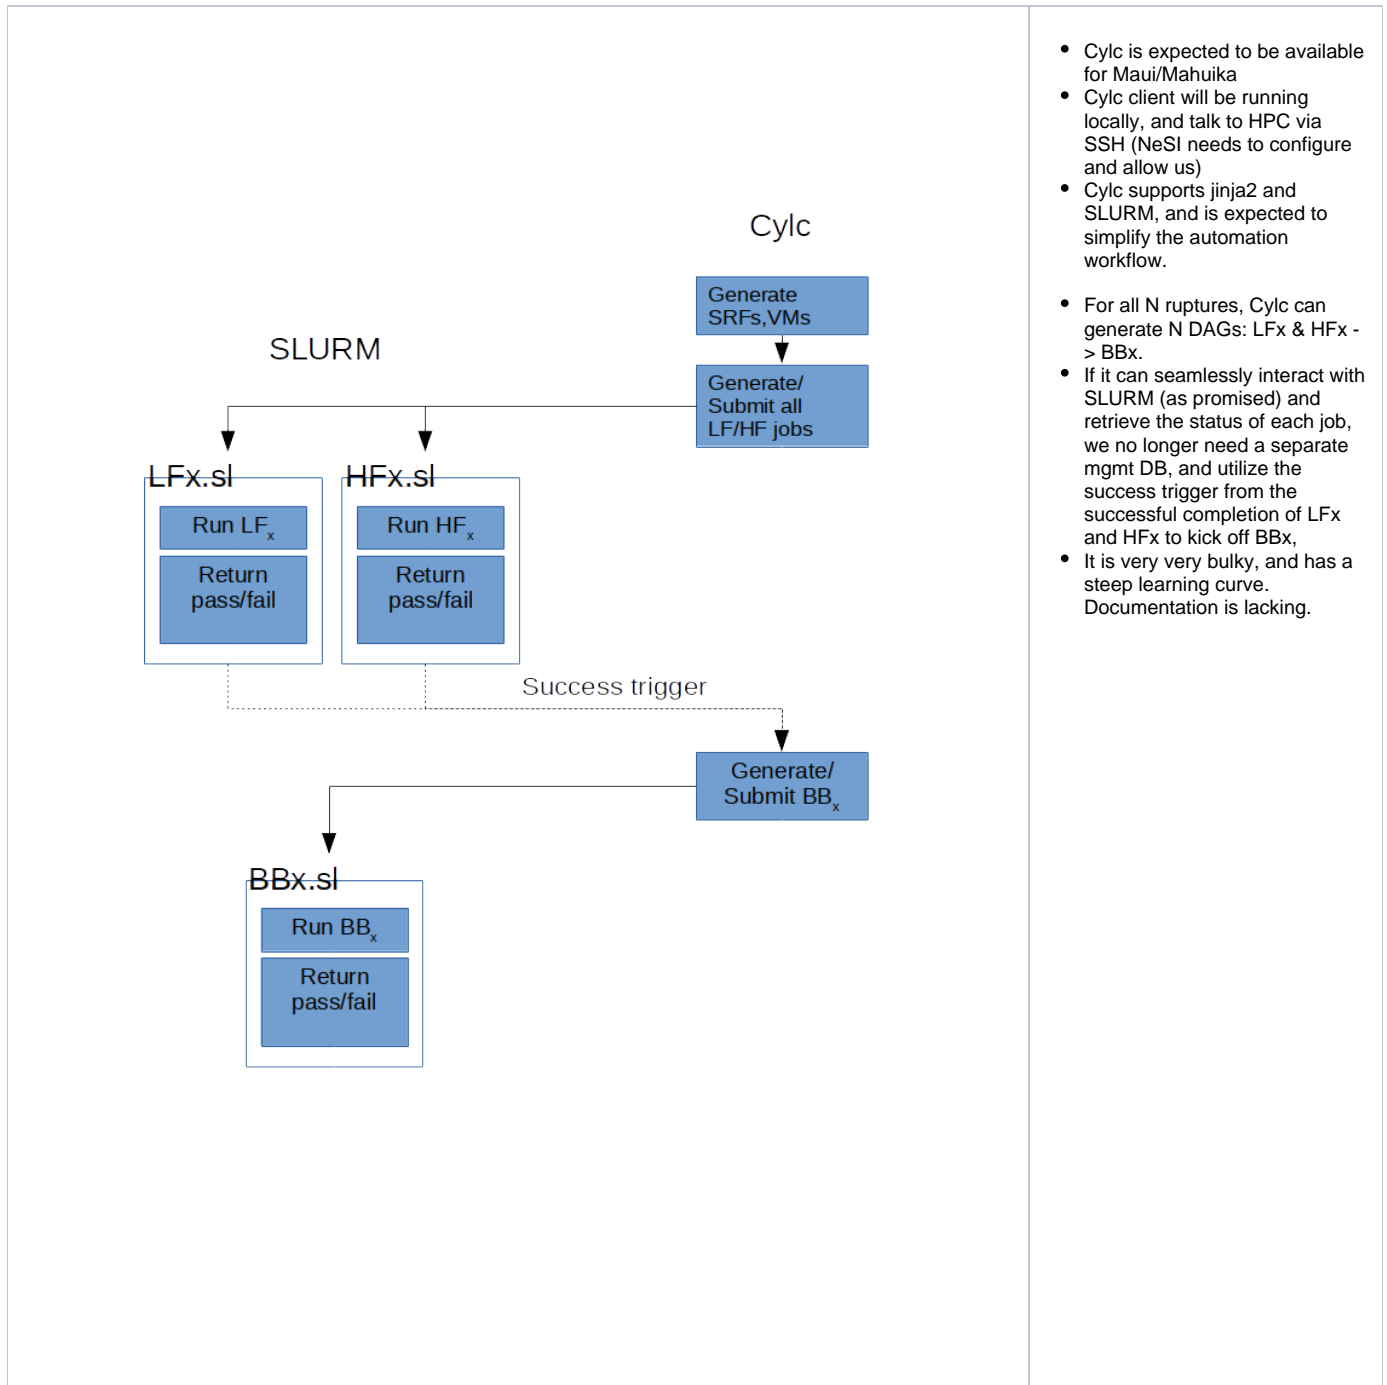 Cylc
Generate
SRFs,VMs
SLURM
Generate/
Submit all
LF/HF jobs
LFx.sl
HFx.sl
Run LFx
Run HFx
Return
pass/fail
Return
pass/fail
Success trigger
Generate/
Submit BBx
BBx.sl
Run BBx
Return
pass/fail
• Cylc is expected to be available
for Maui/Mahuika
• Cylc client will be running
locally, and talk to HPC via
SSH (NeSI needs to configure
and allow us)
• Cylc supports jinja2 and
SLURM, and is expected to
simplify the automation
workflow.
• For all N ruptures, Cylc can
generate N DAGs: LFx & HFx -
> BBx.
• If it can seamlessly interact with
SLURM (as promised) and
retrieve the status of each job,
we no longer need a separate
mgmt DB, and utilize the
success trigger from the
successful completion of LFx
and HFx to kick off BBx,
• It is very very bulky, and has a
steep learning curve.
Documentation is lacking.